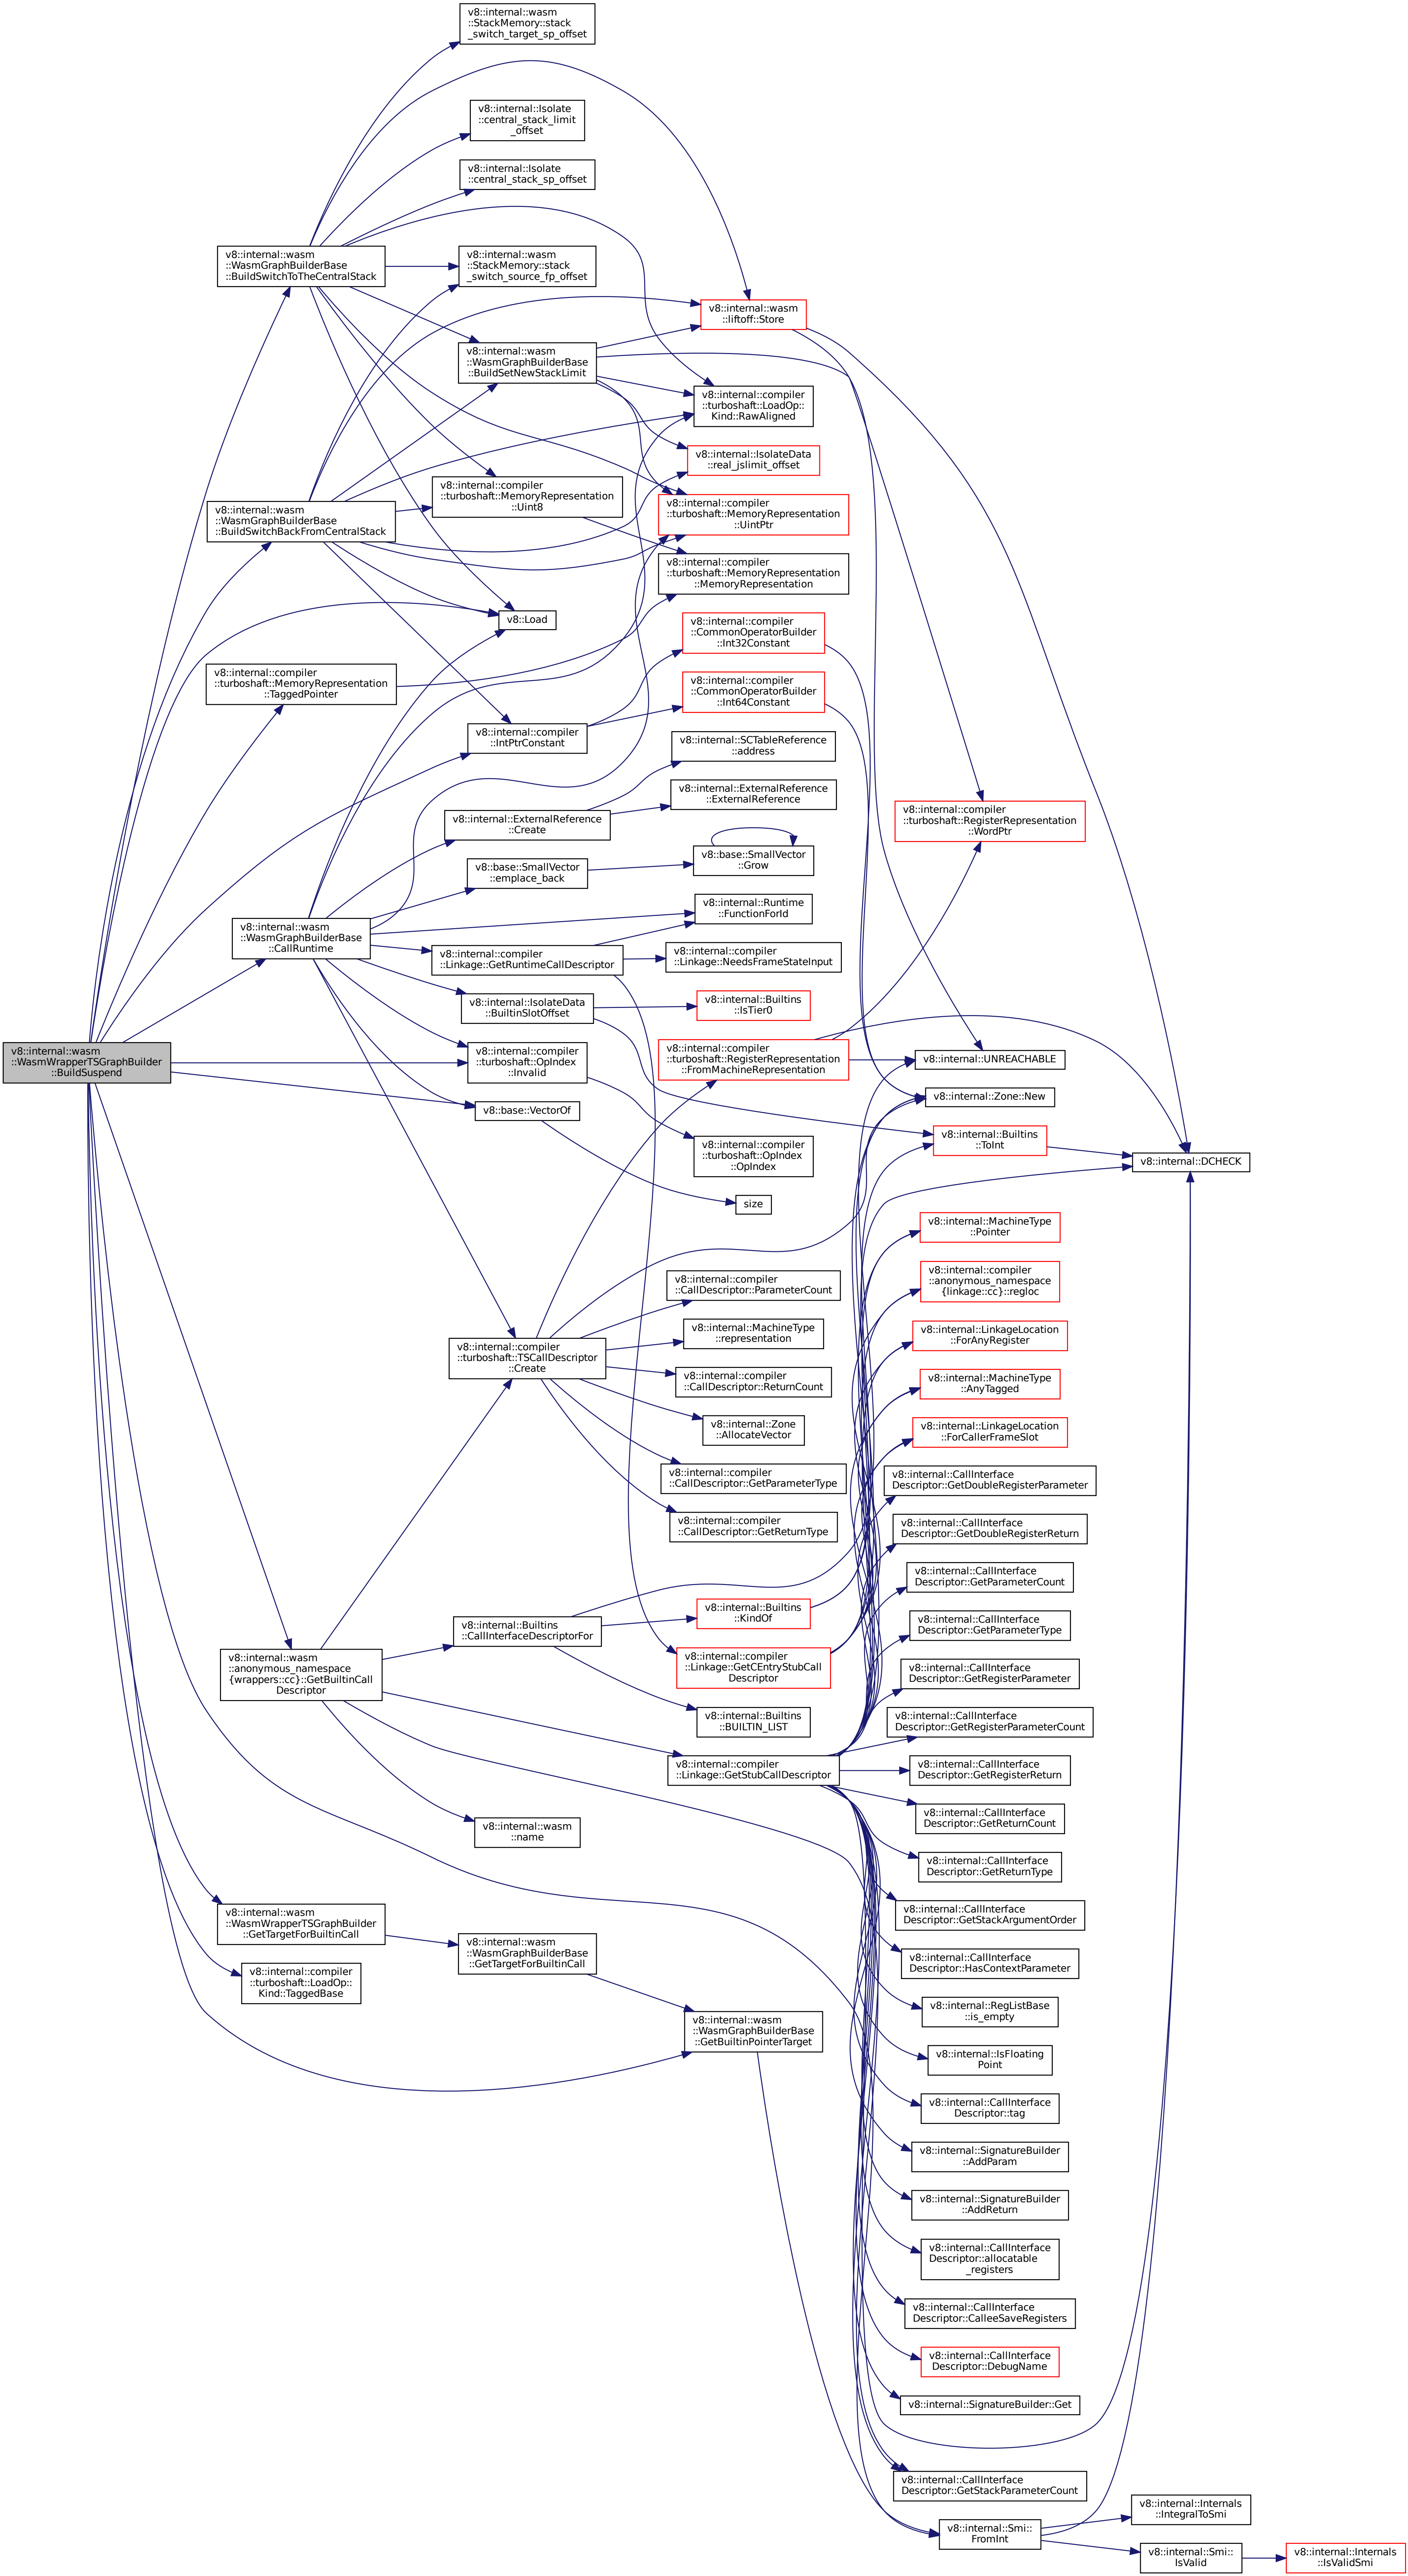 v8::internal::wasm
::WasmWrapperTSGraphBuilder
::BuildSuspend
v8::internal::wasm
::WasmGraphBuilderBase
::BuildSwitchToTheCentralStack
v8::internal::wasm
::WasmGraphBuilderBase
::BuildSwitchBackFromCentralStack
v8::internal::compiler
::turboshaft::MemoryRepresentation
::TaggedPointer
v8::internal::wasm
::WasmGraphBuilderBase
::CallRuntime
v8::internal::wasm
::anonymous_namespace
{wrappers::cc}::GetBuiltinCall
Descriptor
v8::internal::wasm
::WasmWrapperTSGraphBuilder
::GetTargetForBuiltinCall
v8::internal::compiler
::turboshaft::LoadOp::
Kind::TaggedBase
v8::internal::wasm
::StackMemory::stack
_switch_target_sp_offset
v8::internal::Isolate
::central_stack_limit
_offset
v8::internal::Isolate
::central_stack_sp_offset
v8::internal::wasm
::StackMemory::stack
_switch_source_fp_offset
v8::internal::wasm
::WasmGraphBuilderBase
::BuildSetNewStackLimit
v8::internal::compiler
::turboshaft::MemoryRepresentation
::Uint8
v8::Load
v8::internal::compiler
::IntPtrConstant
v8::internal::ExternalReference
::Create
v8::base::SmallVector
::emplace_back
v8::internal::compiler
::Linkage::GetRuntimeCallDescriptor
v8::internal::IsolateData
::BuiltinSlotOffset
v8::internal::compiler
::turboshaft::OpIndex
::Invalid
v8::base::VectorOf
v8::internal::compiler
::turboshaft::TSCallDescriptor
::Create
v8::internal::Builtins
::CallInterfaceDescriptorFor
v8::internal::wasm
::name
v8::internal::wasm
::WasmGraphBuilderBase
::GetTargetForBuiltinCall
v8::internal::wasm
::liftoff::Store
v8::internal::compiler
::turboshaft::LoadOp::
Kind::RawAligned
v8::internal::IsolateData
::real_jslimit_offset
v8::internal::compiler
::turboshaft::MemoryRepresentation
::UintPtr
v8::internal::compiler
::turboshaft::MemoryRepresentation
::MemoryRepresentation
v8::internal::compiler
::CommonOperatorBuilder
::Int32Constant
v8::internal::compiler
::CommonOperatorBuilder
::Int64Constant
v8::internal::SCTableReference
::address
v8::internal::ExternalReference
::ExternalReference
v8::base::SmallVector
::Grow
v8::internal::Runtime
::FunctionForId
v8::internal::compiler
::Linkage::NeedsFrameStateInput
v8::internal::Builtins
::IsTier0
v8::internal::compiler
::turboshaft::RegisterRepresentation
::FromMachineRepresentation
v8::internal::compiler
::turboshaft::OpIndex
::OpIndex
size
v8::internal::compiler
::CallDescriptor::ParameterCount
v8::internal::MachineType
::representation
v8::internal::compiler
::CallDescriptor::ReturnCount
v8::internal::Zone
::AllocateVector
v8::internal::compiler
::CallDescriptor::GetParameterType
v8::internal::compiler
::CallDescriptor::GetReturnType
v8::internal::Builtins
::KindOf
v8::internal::compiler
::Linkage::GetCEntryStubCall
Descriptor
v8::internal::Builtins
::BUILTIN_LIST
v8::internal::compiler
::Linkage::GetStubCallDescriptor
v8::internal::wasm
::WasmGraphBuilderBase
::GetBuiltinPointerTarget
v8::internal::compiler
::turboshaft::RegisterRepresentation
::WordPtr
v8::internal::UNREACHABLE
v8::internal::Zone::New
v8::internal::Builtins
::ToInt
v8::internal::MachineType
::Pointer
v8::internal::compiler
::anonymous_namespace
{linkage::cc}::regloc
v8::internal::LinkageLocation
::ForAnyRegister
v8::internal::MachineType
::AnyTagged
v8::internal::LinkageLocation
::ForCallerFrameSlot
v8::internal::CallInterface
Descriptor::GetDoubleRegisterParameter
v8::internal::CallInterface
Descriptor::GetDoubleRegisterReturn
v8::internal::CallInterface
Descriptor::GetParameterCount
v8::internal::CallInterface
Descriptor::GetParameterType
v8::internal::CallInterface
Descriptor::GetRegisterParameter
v8::internal::CallInterface
Descriptor::GetRegisterParameterCount
v8::internal::CallInterface
Descriptor::GetRegisterReturn
v8::internal::CallInterface
Descriptor::GetReturnCount
v8::internal::CallInterface
Descriptor::GetReturnType
v8::internal::CallInterface
Descriptor::GetStackArgumentOrder
v8::internal::CallInterface
Descriptor::HasContextParameter
v8::internal::RegListBase
::is_empty
v8::internal::IsFloating
Point
v8::internal::CallInterface
Descriptor::tag
v8::internal::SignatureBuilder
::AddParam
v8::internal::SignatureBuilder
::AddReturn
v8::internal::CallInterface
Descriptor::allocatable
_registers
v8::internal::CallInterface
Descriptor::CalleeSaveRegisters
v8::internal::CallInterface
Descriptor::DebugName
v8::internal::SignatureBuilder::Get
v8::internal::CallInterface
Descriptor::GetStackParameterCount
v8::internal::Smi::
FromInt
v8::internal::DCHECK
v8::internal::Internals
::IntegralToSmi
v8::internal::Smi::
IsValid
v8::internal::Internals
::IsValidSmi